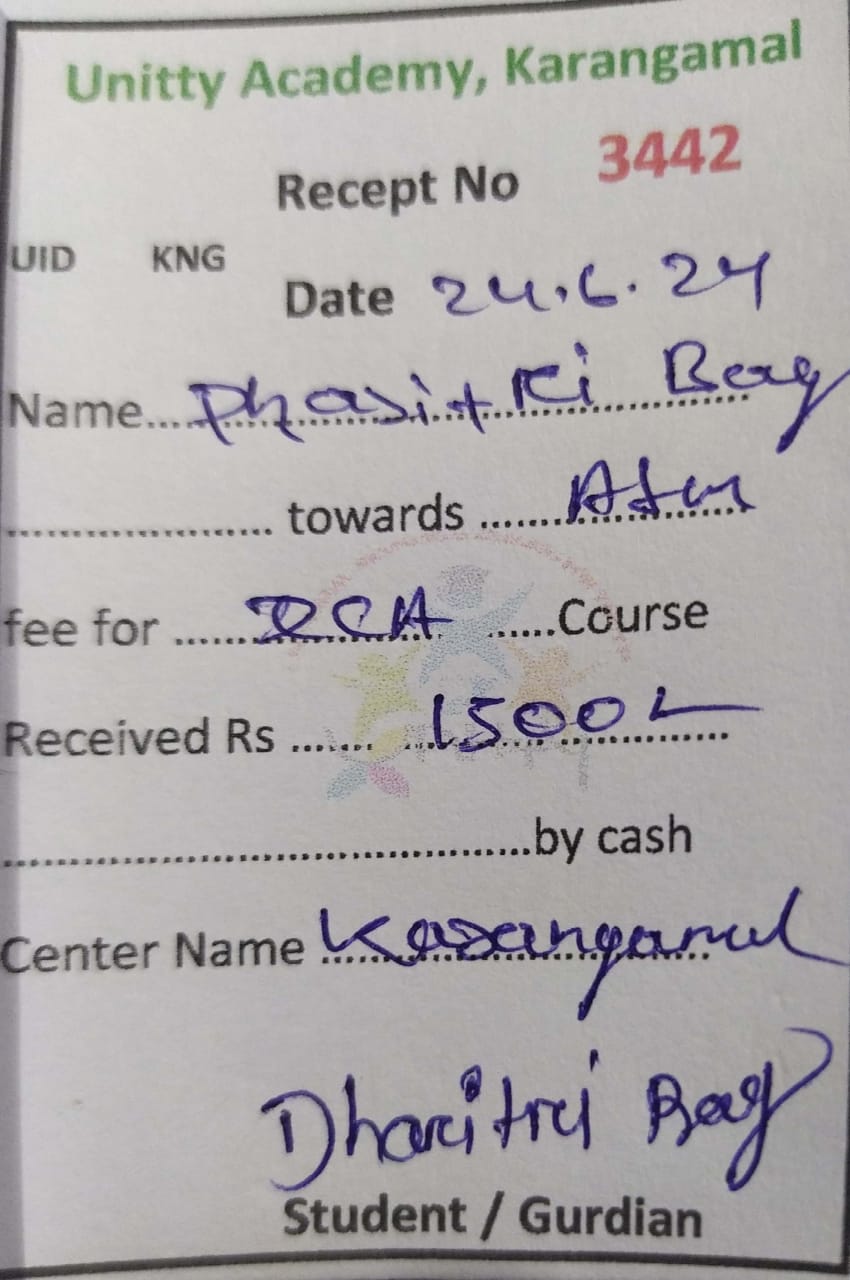 Unitty Academy, Karangamal
Recept No 3442
UID KNG
Date 24.6.24
Name.... Dharitri Bag
.................... towards ....... Adm
fee for ....... DCA ......Course
Received Rs ....... 1500/-
.......................................by cash
Center Name Karangamal
Dharitri Bag
Student / Gurdian